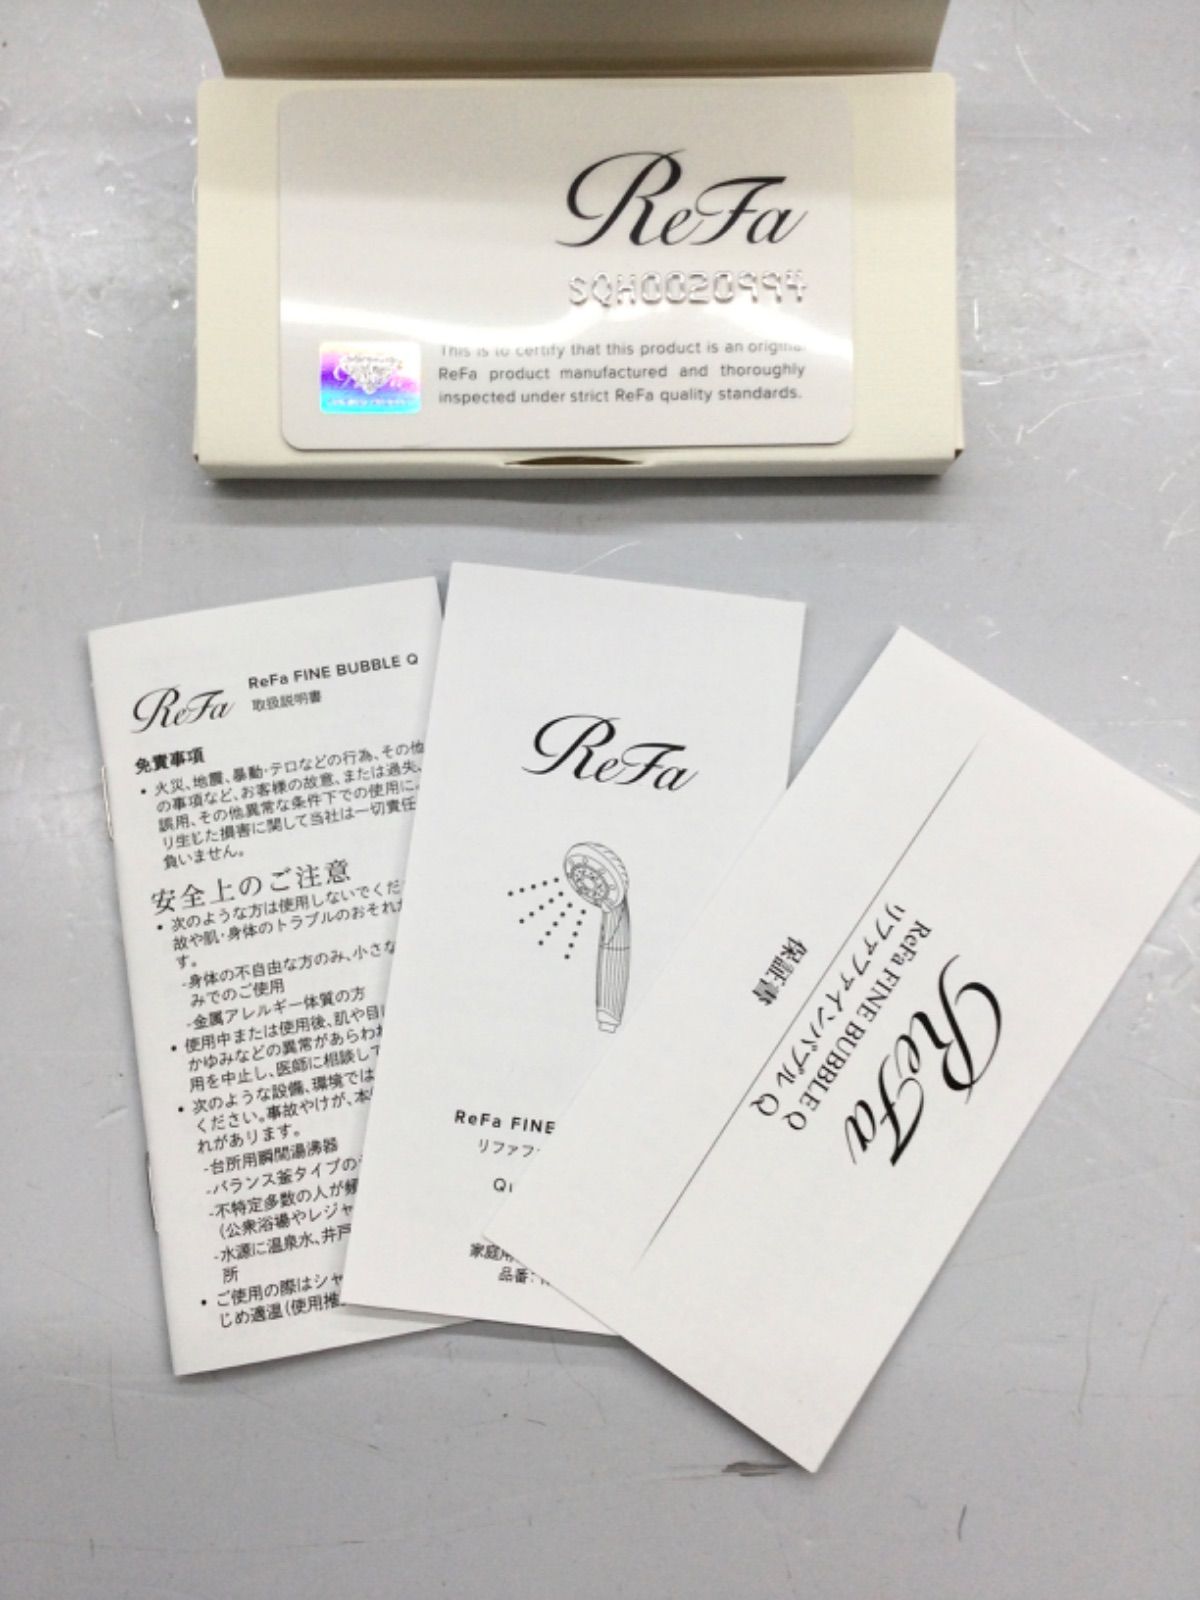 ReFa
SQH0020994
This is to certify that this product is an original
ReFa product manufactured and thoroughly
inspected under strict ReFa quality standards.
ReFa
ReFa FINE BUBBLE Q
取扱説明書
免責事項
• 火災、地震、暴動・テロなどの行為、その他
の事項など、お客様の故意、または過失、
誤用、その他異常な条件下での使用に
り生じた損害に関して当社は一切責任
負いません。
安全上のご注意
• 次のような方は使用しないでくだ
故や肌・身体のトラブルのおそれ
す。
-身体の不自由な方のみ、小さな
みでのご使用
-金属アレルギー体質の方
• 使用中または使用後、肌や目に
かゆみなどの異常があらわれ
用を中止し、医師に相談して
• 次のような設備、環境では
ください。事故やけが、本
れがあります。
-台所用瞬間湯沸器
-バランス釜タイプの
-不特定多数の人が
(公衆浴場やレジャ
-水源に温泉水、井戸
所
• ご使用の際はシャ
じめ適温(使用推
ReFa
ReFa FINE
リファフ
家庭用
品番:
ReFa
ReFa FINE BUBBLE Q
リファファインバブル Q
保証書